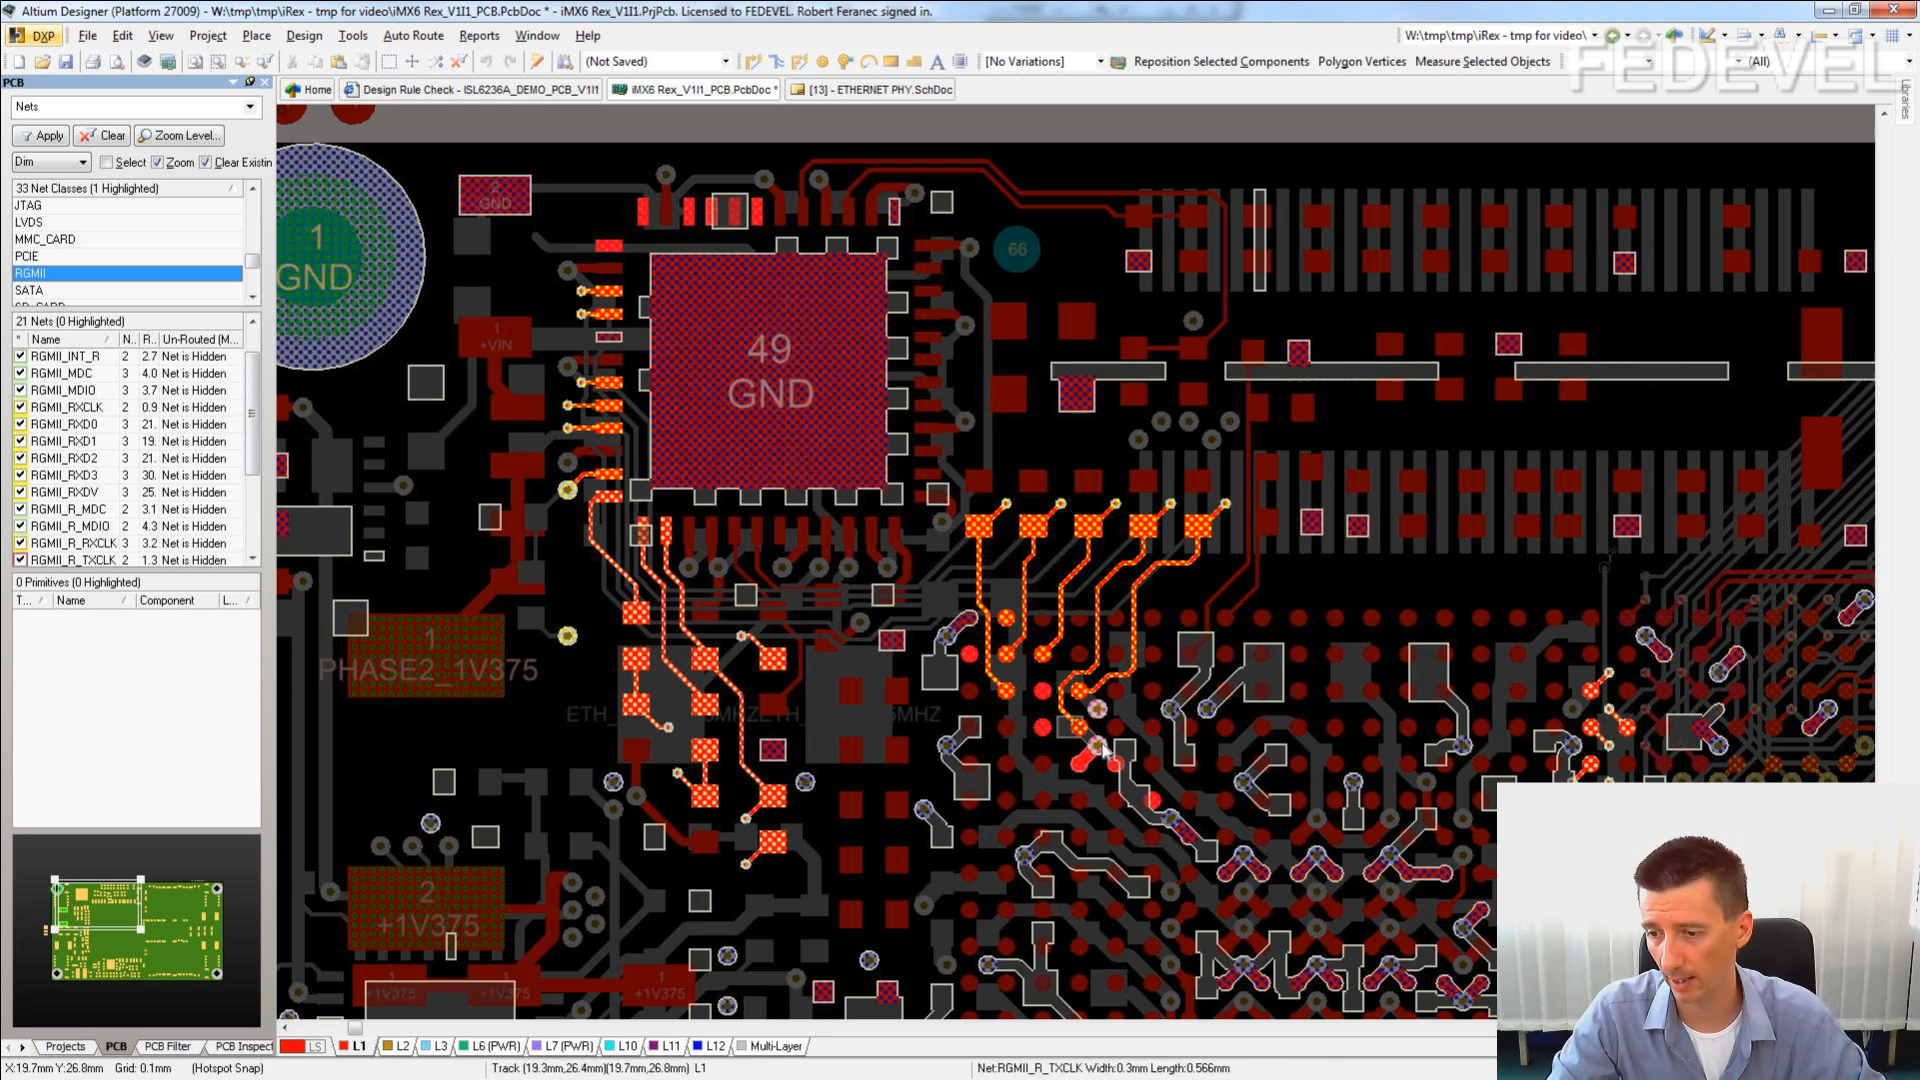 Altium Designer (Platform 27009) - W:\tmp\tmp\iRex - tmp for video\iMX6 Rex_V1I1_PCB.PcbDoc * - iMX6 Rex_V1I1.PrjPcb. Licensed to FEDEVEL. Robert Feranec signed in.
DXP File Edit View Project Place Design Tools Auto Route Reports Window Help
W:\tmp\tmp\iRex - tmp for video\
(Not Saved) [No Variations] Reposition Selected Components Polygon Vertices Measure Selected Objects (All)
FEDEVEL
PCB
Home Design Rule Check - ISL6236A_DEMO_PCB_V1I1 iMX6 Rex_V1I1_PCB.PcbDoc * [13] - ETHERNET PHY.SchDoc
Libraries
Nets
Apply Clear Zoom Level...
Dim Select Zoom Clear Existin
33 Net Classes (1 Highlighted)
JTAG
LVDS
MMC_CARD
PCIE
RGMII
SATA
21 Nets (0 Highlighted)
* Name N.. R.. Un-Routed (M...
RGMII_INT_R 2 2.7 Net is Hidden
RGMII_MDC 3 4.0 Net is Hidden
RGMII_MDIO 3 3.7 Net is Hidden
RGMII_RXCLK 2 0.9 Net is Hidden
RGMII_RXD0 3 21. Net is Hidden
RGMII_RXD1 3 19. Net is Hidden
RGMII_RXD2 3 21. Net is Hidden
RGMII_RXD3 3 30. Net is Hidden
RGMII_RXDV 3 25. Net is Hidden
RGMII_R_MDC 2 3.1 Net is Hidden
RGMII_R_MDIO 2 4.3 Net is Hidden
RGMII_R_RXCLK 3 3.2 Net is Hidden
RGMII_R_TXCLK 2 1.3 Net is Hidden
0 Primitives (0 Highlighted)
T... Name Component L...
2
GND
1
GND
66
1
+VIN
49
GND
1
PHASE2_1V375
2
+1V375
1
+1V375
1
+1V375
1
+1V375
Projects PCB PCB Filter PCB Inspect
LS L1 L2 L3 L6 (PWR) L7 (PWR) L10 L11 L12 Multi-Layer
X:19.7mm Y:26.8mm Grid: 0.1mm (Hotspot Snap) Track (19.3mm,26.4mm)(19.7mm,26.8mm) L1 Net:RGMII_R_TXCLK Width:0.3mm Length:0.566mm